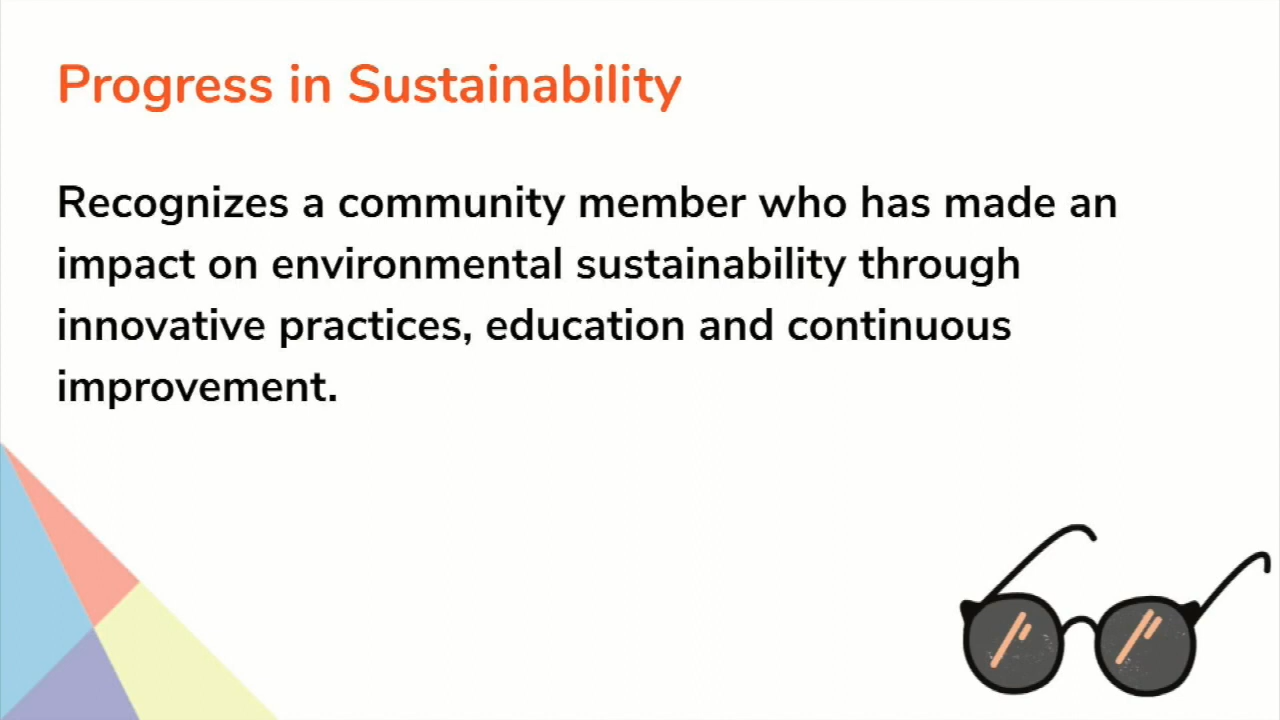 Progress in Sustainability
Recognizes a community member who has made an
impact on environmental sustainability through
innovative practices, education and continuous
improvement.